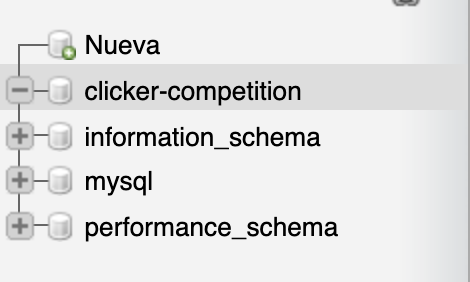 Nueva
clicker-competition
information_schema
mysql
performance_schema